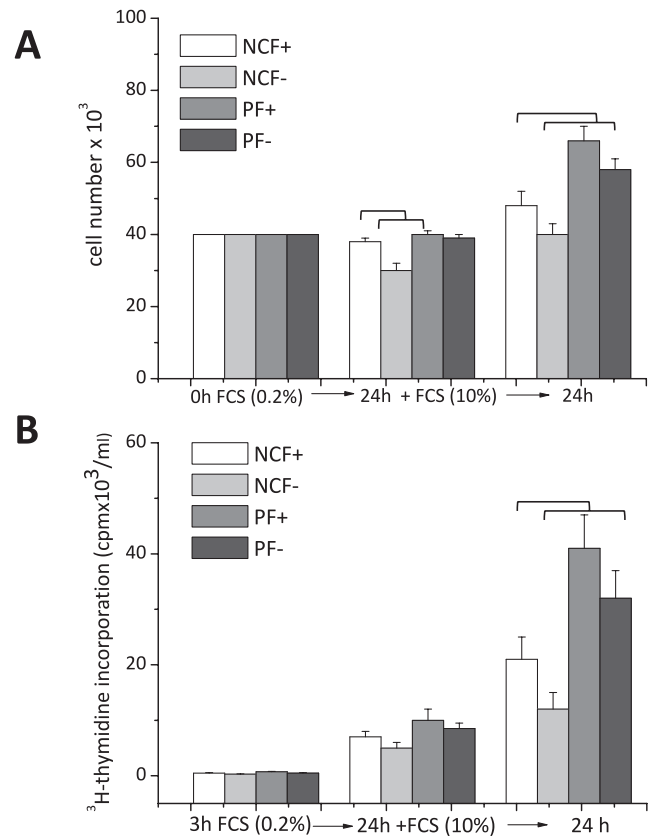 A
100
80
60
40
20
0
cell number x 10³
NCF+
NCF-
PF+
PF-
0h FCS (0.2%) → 24h + FCS (10%) → 24h
B
60
40
20
0
³H-thymidine incorporation (cpmx10³/ml)
NCF+
NCF-
PF+
PF-
3h FCS (0.2%) → 24h +FCS (10%) → 24 h